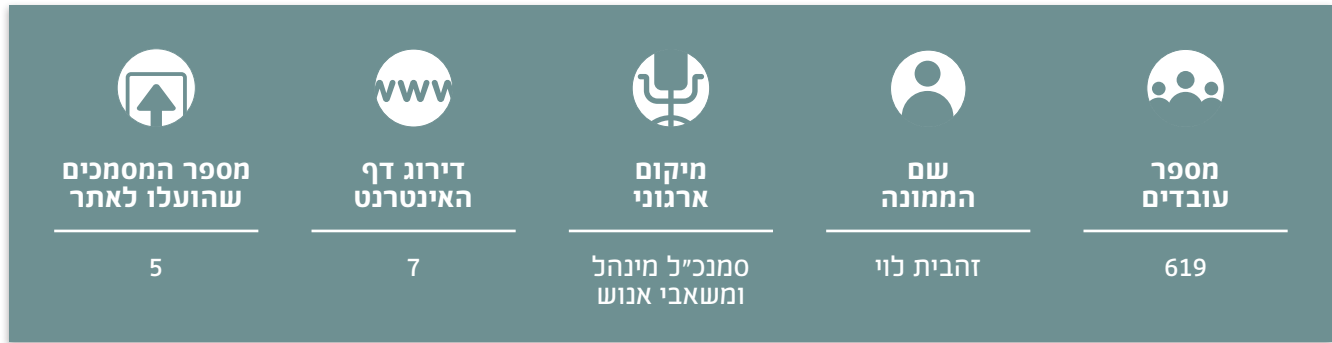 מספר
עובדים
619
שם
הממונה
זהבית לוי
מיקום
ארגוני
סמנכ״ל מינהל
ומשאבי אנוש
www
דירוג דף
האינטרנט
7
מספר המסמכים
שהועלו לאתר
5